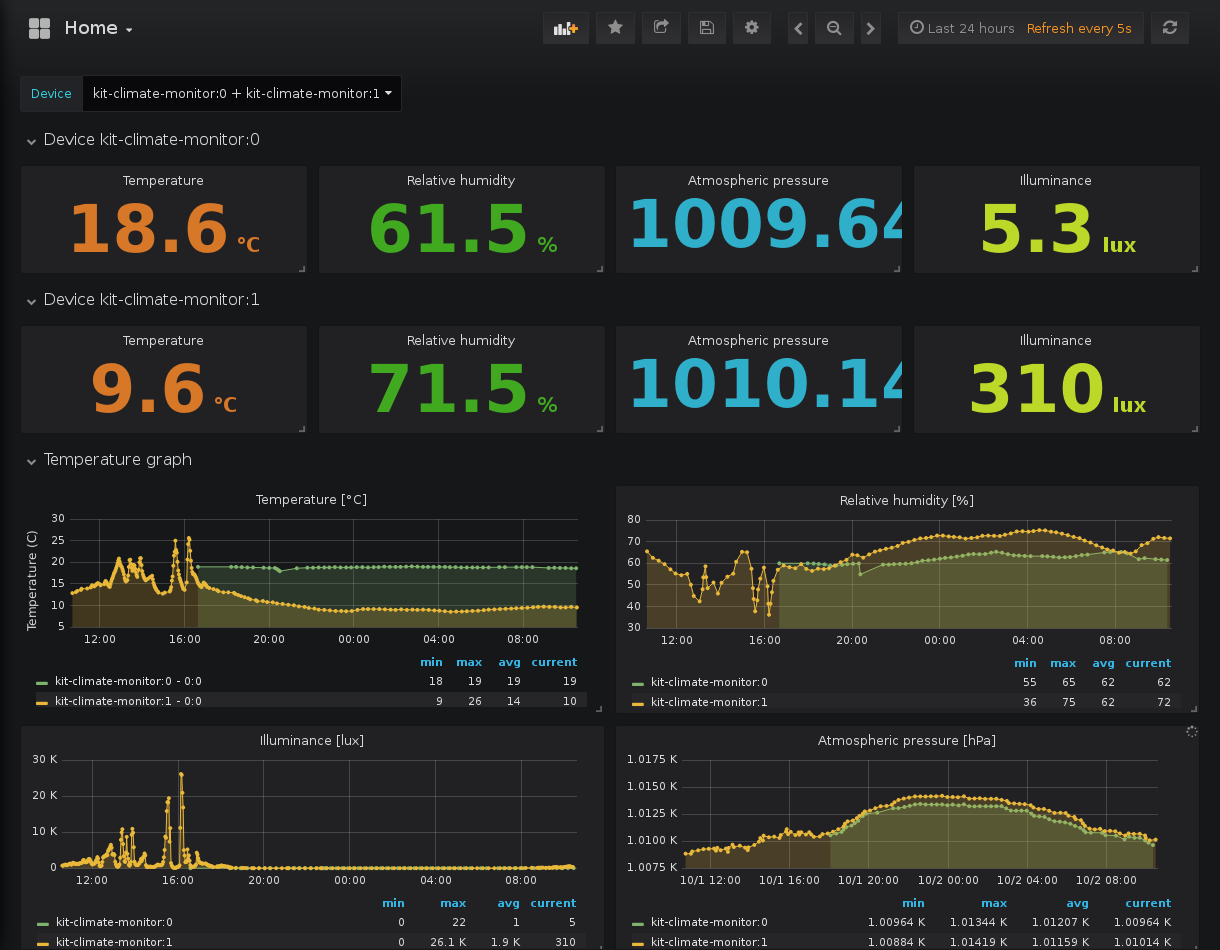 Home
Last 24 hours Refresh every 5s
Device kit-climate-monitor:0 + kit-climate-monitor:1
Device kit-climate-monitor:0
Temperature Relative humidity Atmospheric pressure Illuminance
18.6 °C 61.5 % 1009.64 5.3 lux
Device kit-climate-monitor:1
Temperature Relative humidity Atmospheric pressure Illuminance
9.6 °C 71.5 % 1010.14 310 lux
Temperature graph
Temperature [°C]
Temperature (C)
30
25
20
15
10
5
12:00 16:00 20:00 00:00 04:00 08:00
min max avg current
kit-climate-monitor:0 - 0:0 18 19 19 19
kit-climate-monitor:1 - 0:0 9 26 14 10
Relative humidity [%]
80
70
60
50
40
30
12:00 16:00 20:00 00:00 04:00 08:00
min max avg current
kit-climate-monitor:0 55 65 62 62
kit-climate-monitor:1 36 75 62 72
Illuminance [lux]
30 K
20 K
10 K
0
12:00 16:00 20:00 00:00 04:00 08:00
min max avg current
kit-climate-monitor:0 0 22 1 5
kit-climate-monitor:1 0 26.1 K 1.9 K 310
Atmospheric pressure [hPa]
1.0175 K
1.0150 K
1.0125 K
1.0100 K
1.0075 K
10/1 12:00 10/1 16:00 10/1 20:00 10/2 00:00 10/2 04:00 10/2 08:00
min max avg current
kit-climate-monitor:0 1.00964 K 1.01344 K 1.01207 K 1.00964 K
kit-climate-monitor:1 1.00884 K 1.01419 K 1.01159 K 1.01014 K